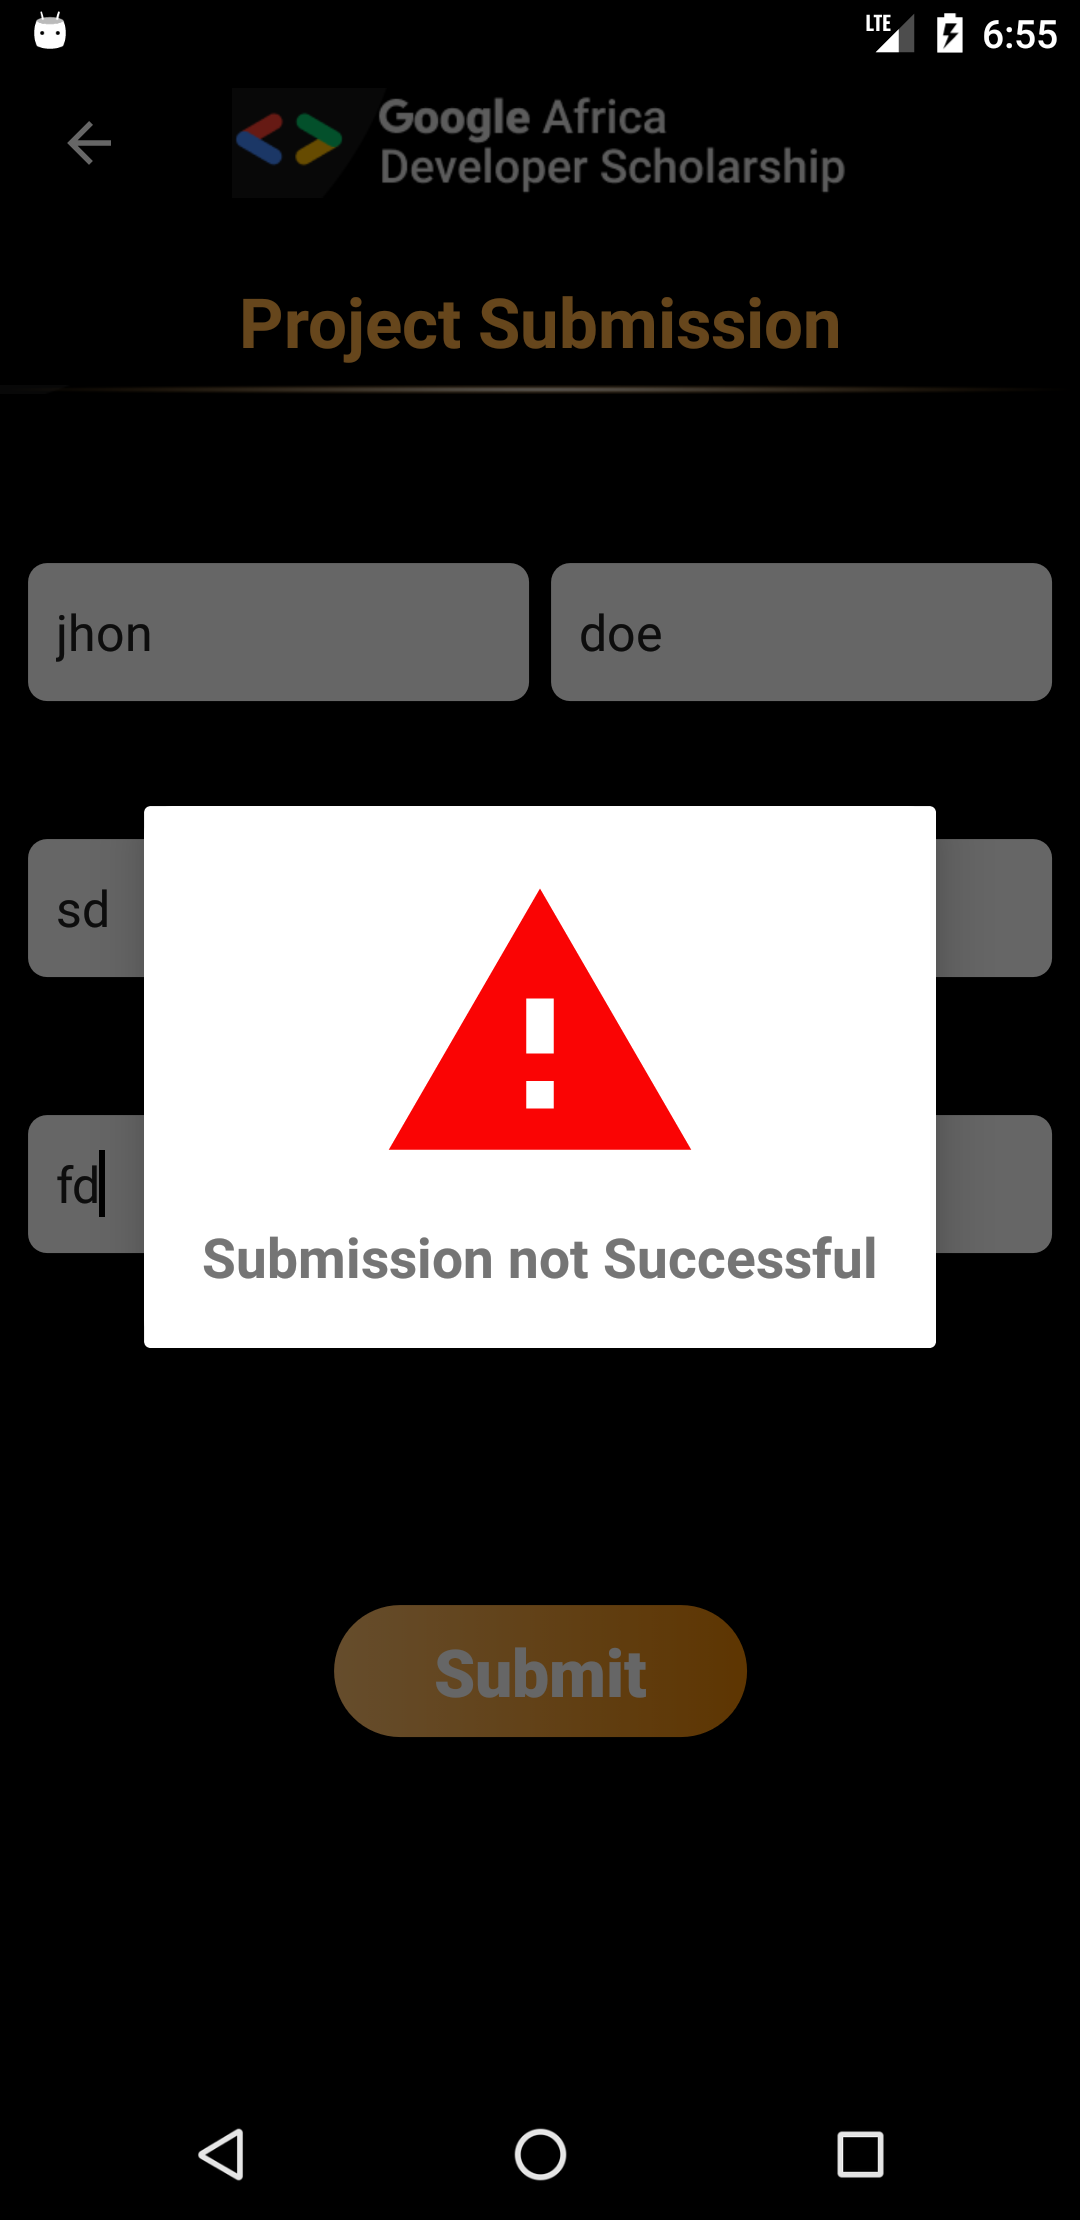 LTE 6:55
Google Africa
Developer Scholarship
Project Submission
jhon
doe
sd
fd
Submission not Successful
Submit